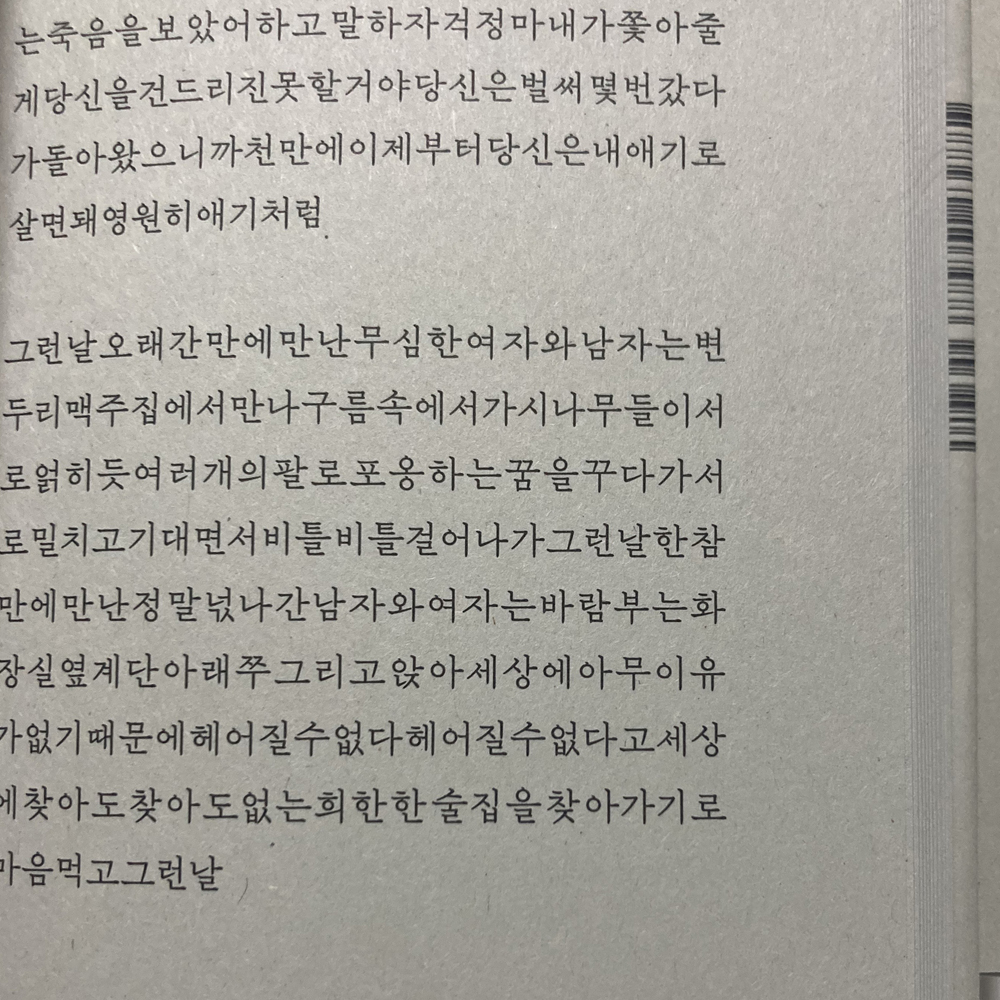 는죽음을보았어하고말하자걱정마내가쫓아줄
게당신을건드리진못할거야당신은벌써몇번갔다
가돌아왔으니까천만에이제부터당신은내얘기로
살면돼영원히얘기처럼.
그런날오래간만에만난무심한여자와남자는변
두리맥주집에서만나구름속에서가시나무들이서
로얽히듯여러개의팔로포옹하는꿈을꾸다가서
로밀치고기대면서비틀비틀걸어나가그런날한참
만에만난정말넋나간남자와여자는바람부는화
장실옆계단아래쭈그리고앉아세상에아무이유
가없기때문에헤어질수없다헤어질수없다고세상
에찾아도찾아도없는희한한술집을찾아가기로
마음먹고그런날